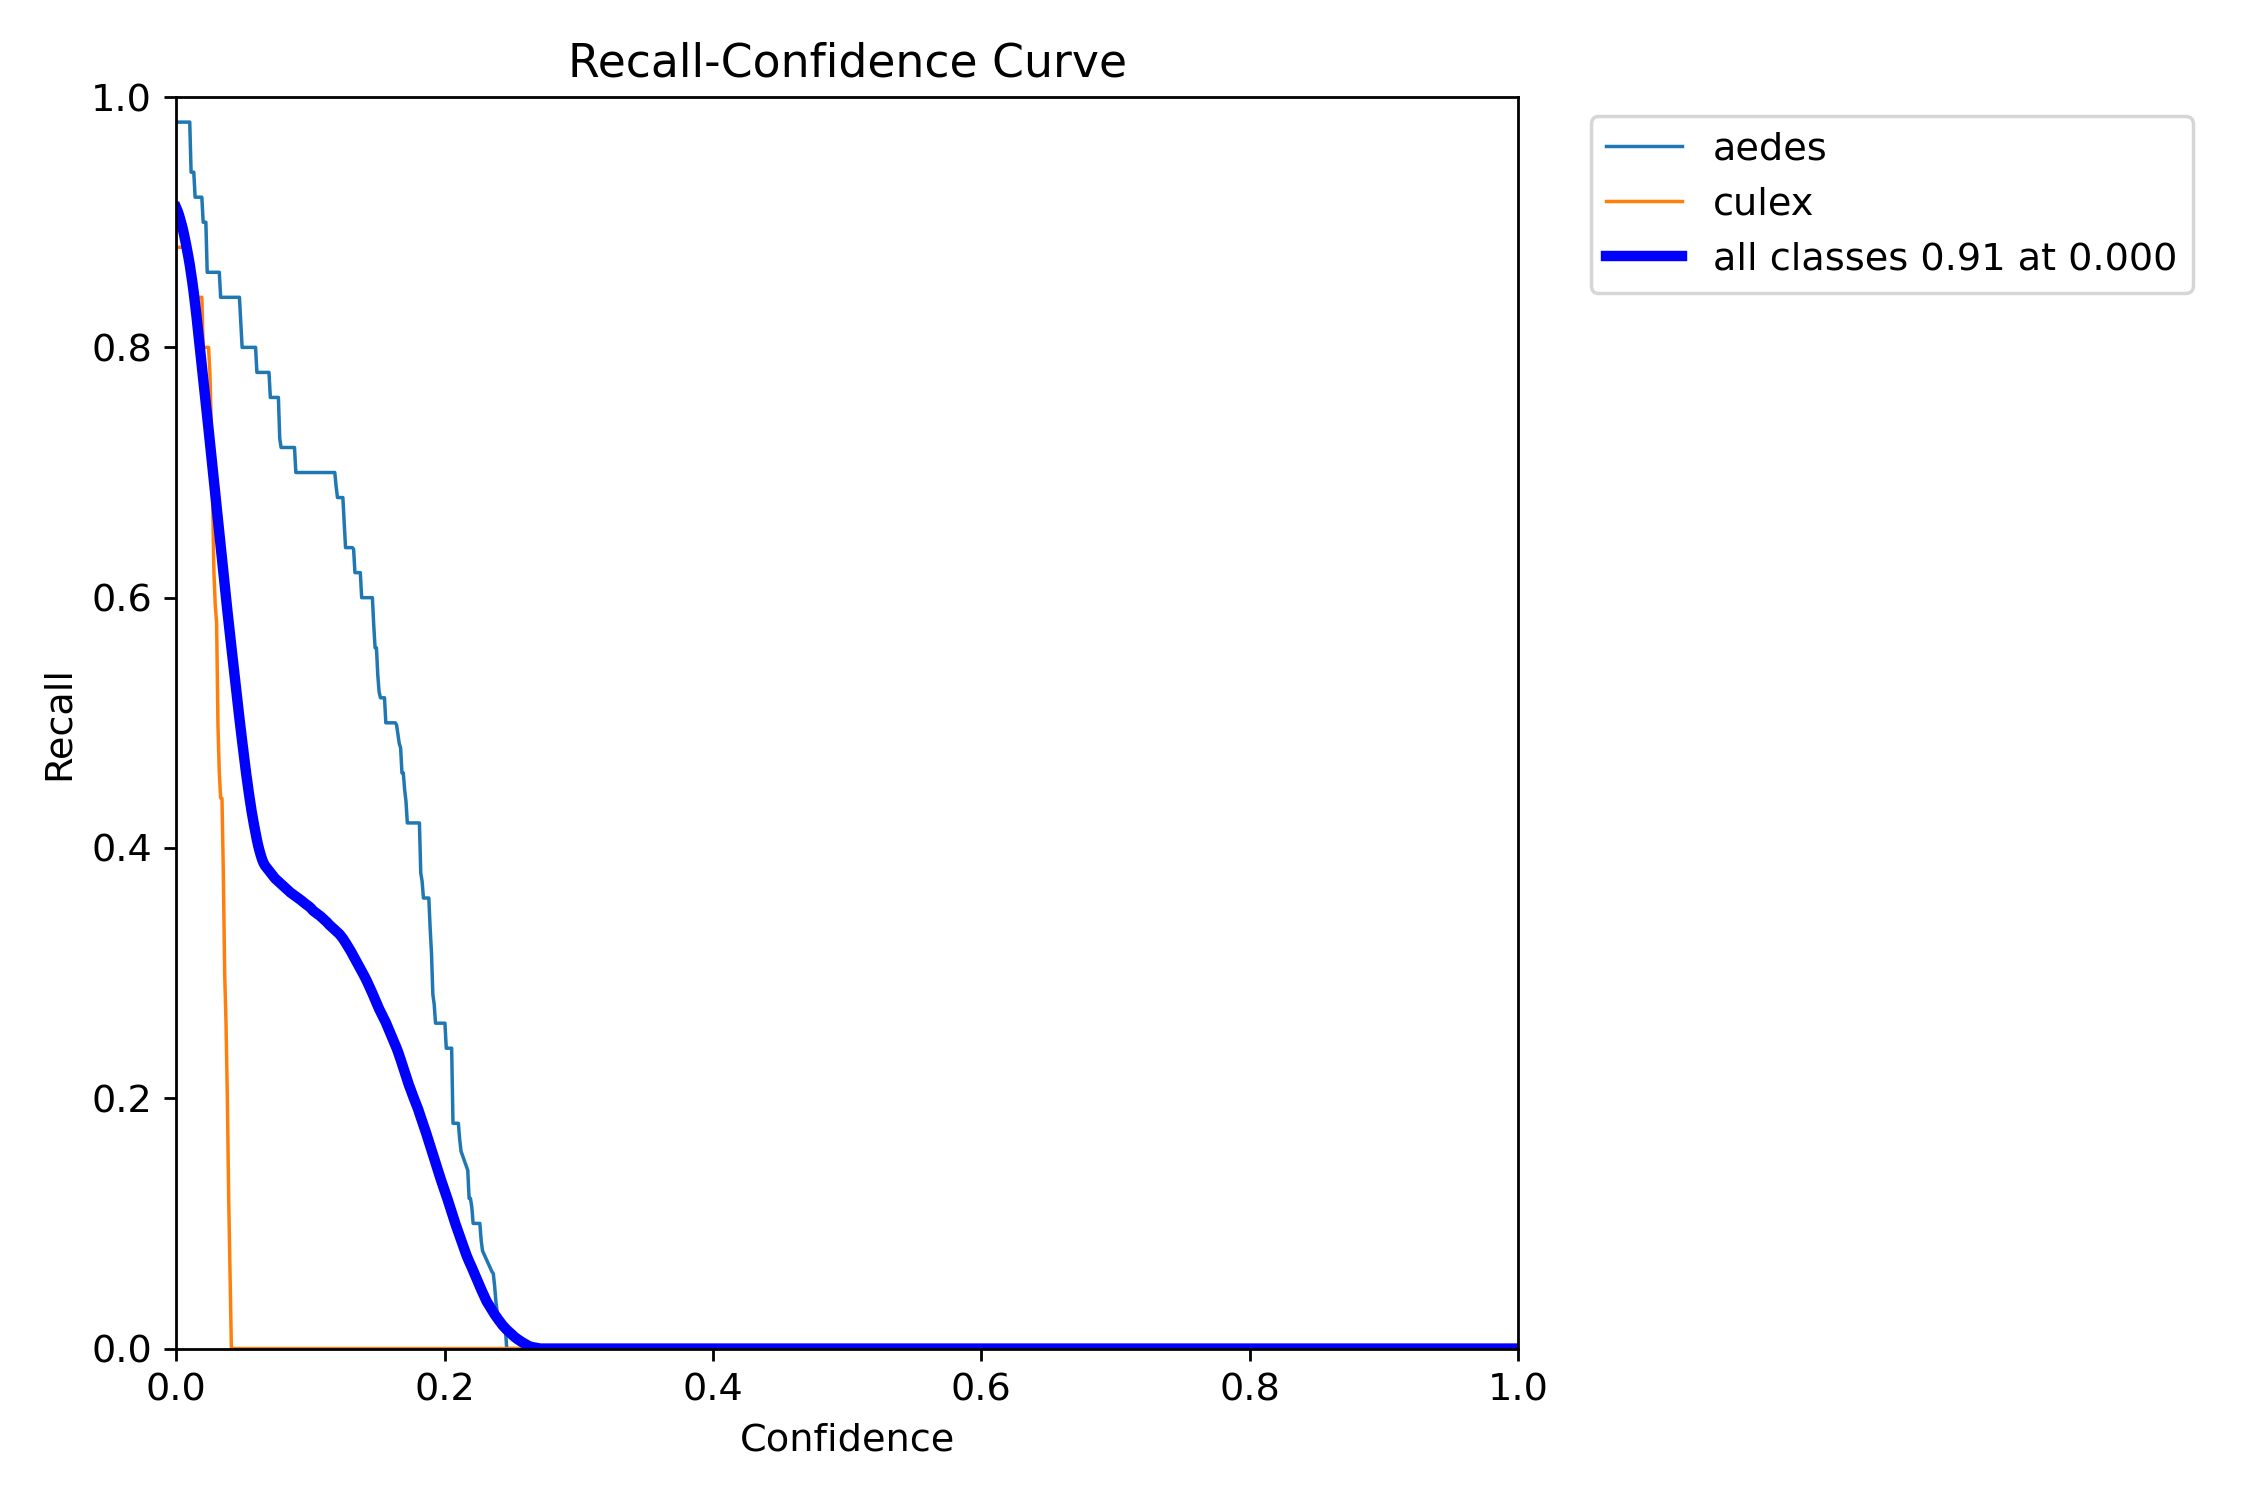 Recall-Confidence Curve
1.0
0.8
0.6
0.4
0.2
0.0
Recall
0.0 0.2 0.4 0.6 0.8 1.0
Confidence
aedes
culex
all classes 0.91 at 0.000